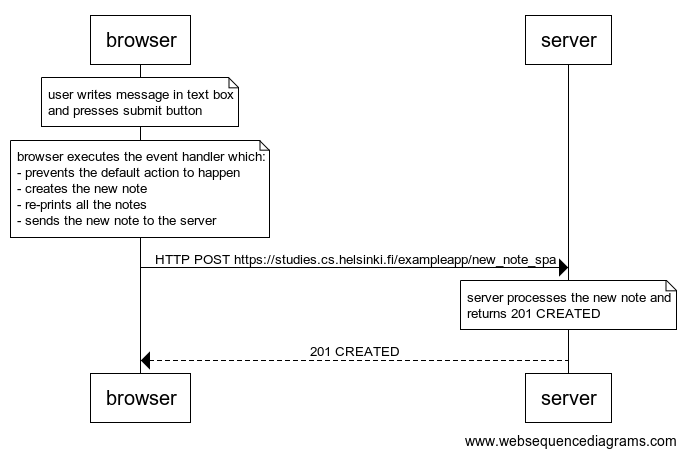 browser
server
user writes message in text box
and presses submit button
browser executes the event handler which:
- prevents the default action to happen
- creates the new note
- re-prints all the notes
- sends the new note to the server
HTTP POST https://studies.cs.helsinki.fi/exampleapp/new_note_spa
server processes the new note and
returns 201 CREATED
201 CREATED
browser
server
www.websequencediagrams.com